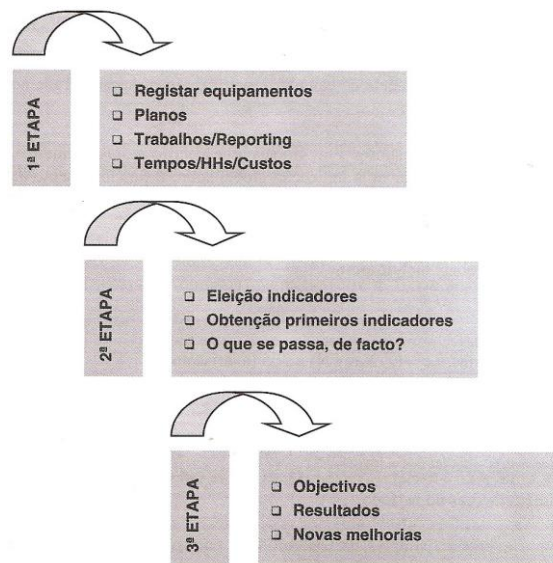 1ª ETAPA
Registar equipamentos
Planos
Trabalhos/Reporting
Tempos/HHs/Custos
2ª ETAPA
Eleição indicadores
Obtenção primeiros indicadores
O que se passa, de facto?
3ª ETAPA
Objectivos
Resultados
Novas melhorias